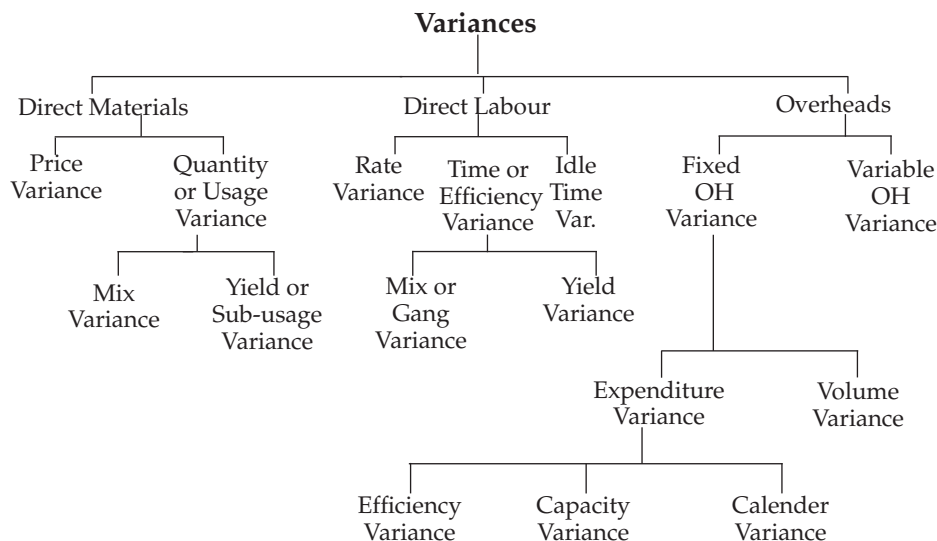 Variances
Direct Materials
Direct Labour
Overheads
Price
Variance
Quantity
or Usage
Variance
Rate
Variance
Time or
Efficiency
Variance
Idle
Time
Var.
Fixed
OH
Variance
Variable
OH
Variance
Mix
Variance
Yield or
Sub-usage
Variance
Mix or
Gang
Variance
Yield
Variance
Expenditure
Variance
Volume
Variance
Efficiency
Variance
Capacity
Variance
Calender
Variance